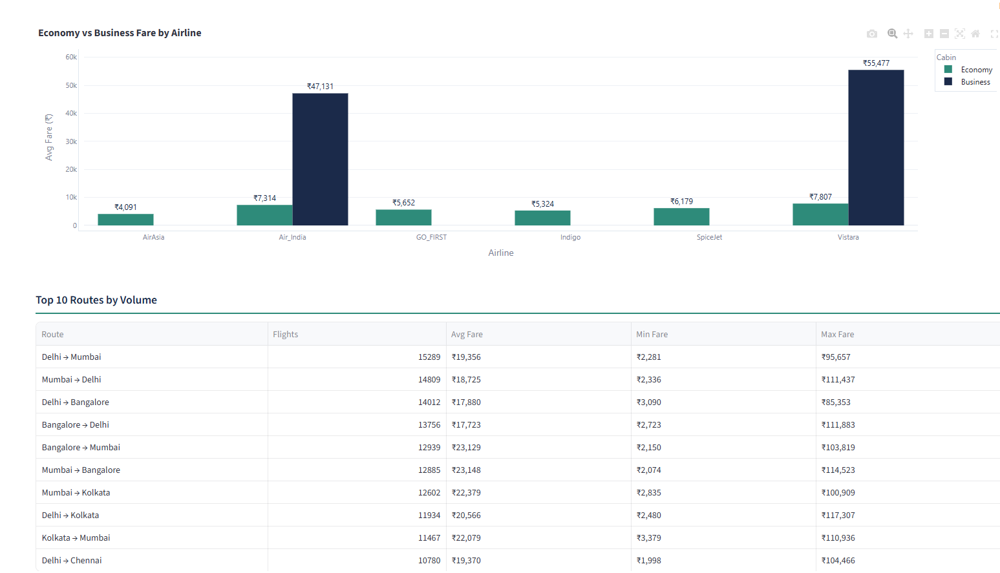 Economy vs Business Fare by Airline
Cabin
Economy
Business
Avg Fare (₹)
60k
50k
40k
30k
20k
10k
0
₹4,091
₹7,314
₹47,131
₹5,652
₹5,324
₹6,179
₹7,807
₹55,477
AirAsia Air_India GO_FIRST Indigo SpiceJet Vistara
Airline
Top 10 Routes by Volume
Route Flights Avg Fare Min Fare Max Fare
Delhi → Mumbai 15289 ₹19,356 ₹2,281 ₹95,657
Mumbai → Delhi 14809 ₹18,725 ₹2,336 ₹111,437
Delhi → Bangalore 14012 ₹17,880 ₹3,090 ₹85,353
Bangalore → Delhi 13756 ₹17,723 ₹2,723 ₹111,883
Bangalore → Mumbai 12939 ₹23,129 ₹2,150 ₹103,819
Mumbai → Bangalore 12885 ₹23,148 ₹2,074 ₹114,523
Mumbai → Kolkata 12602 ₹22,379 ₹2,835 ₹100,909
Delhi → Kolkata 11934 ₹20,566 ₹2,480 ₹117,307
Kolkata → Mumbai 11467 ₹22,079 ₹3,379 ₹110,936
Delhi → Chennai 10780 ₹19,370 ₹1,998 ₹104,466